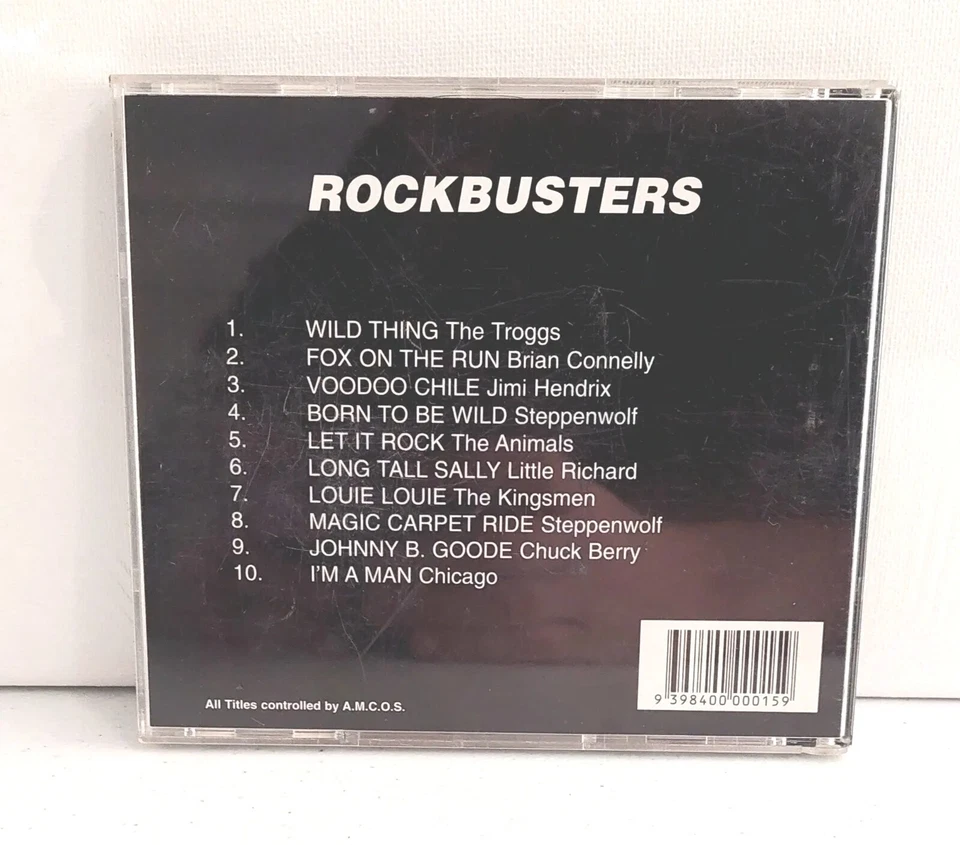 ROCKBUSTERS
1. WILD THING The Troggs
2. FOX ON THE RUN Brian Connelly
3. VOODOO CHILE Jimi Hendrix
4. BORN TO BE WILD Steppenwolf
5. LET IT ROCK The Animals
6. LONG TALL SALLY Little Richard
7. LOUIE LOUIE The Kingsmen
8. MAGIC CARPET RIDE Steppenwolf
9. JOHNNY B. GOODE Chuck Berry
10. I'M A MAN Chicago
All Titles controlled by A.M.C.O.S.
9 398400 000159